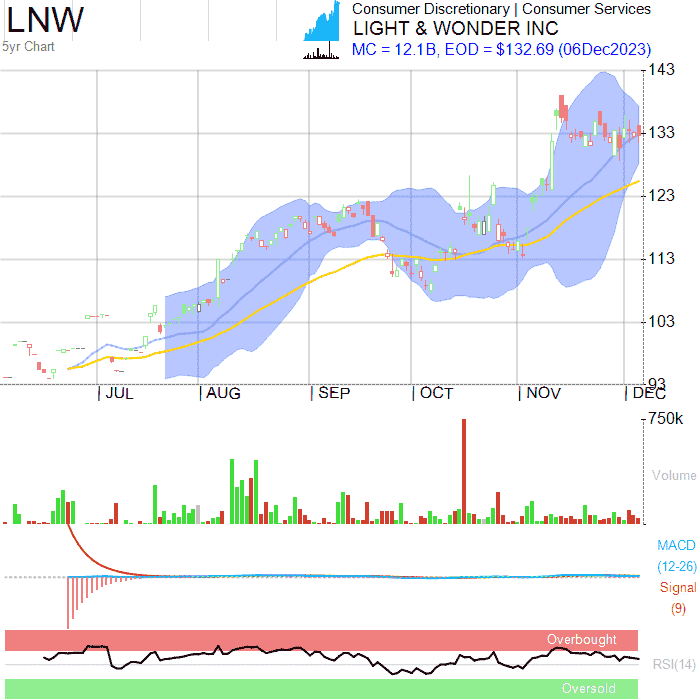 LNW
5yr Chart
Consumer Discretionary | Consumer Services
LIGHT & WONDER INC
MC = 12.1B, EOD = $132.69 (06Dec2023)
143
133
123
113
103
93
JUL AUG SEP OCT NOV DEC
750k
Volume
MACD
(12-26)
Signal
(9)
Overbought
RSI(14)
Oversold